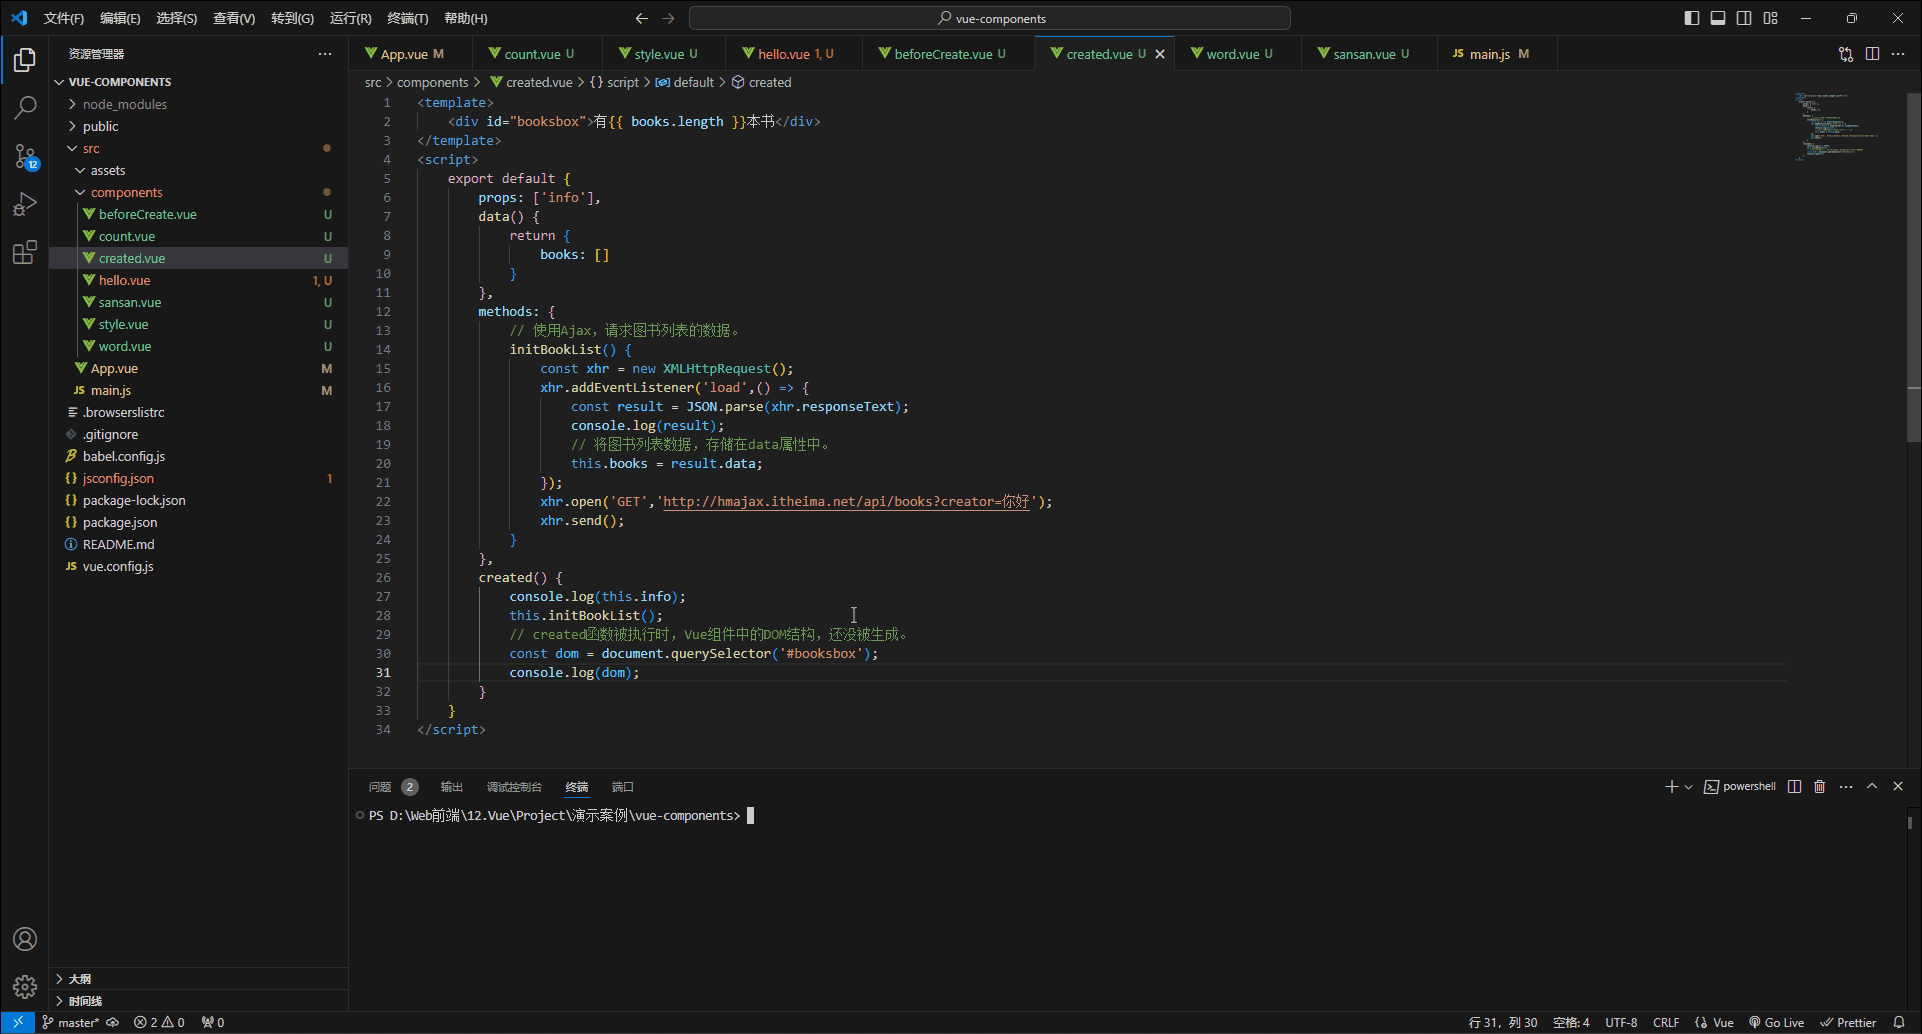 文件(F) 编辑(E) 选择(S) 查看(V) 转到(G) 运行(R) 终端(T) 帮助(H) vue-components
资源管理器
App.vue M count.vue U style.vue U hello.vue 1, U beforeCreate.vue U created.vue U word.vue U sansan.vue U JS main.js M
src > components > created.vue > {} script > default > created
VUE-COMPONENTS
node_modules
public
src
assets
components
beforeCreate.vue U
count.vue U
created.vue U
hello.vue 1, U
sansan.vue U
style.vue U
word.vue U
App.vue M
JS main.js M
.browserslistrc
.gitignore
babel.config.js
{} jsconfig.json 1
{} package-lock.json
{} package.json
README.md
JS vue.config.js
大纲
时间线
12
1 <template>
2 <div id="booksbox">有{{ books.length }}本书</div>
3 </template>
4 <script>
5 export default {
6 props: ['info'],
7 data() {
8 return {
9 books: []
10 }
11 },
12 methods: {
13 // 使用Ajax，请求图书列表的数据。
14 initBookList() {
15 const xhr = new XMLHttpRequest();
16 xhr.addEventListener('load',() => {
17 const result = JSON.parse(xhr.responseText);
18 console.log(result);
19 // 将图书列表数据，存储在data属性中。
20 this.books = result.data;
21 });
22 xhr.open('GET','http://hmajax.itheima.net/api/books?creator=你好');
23 xhr.send();
24 }
25 },
26 created() {
27 console.log(this.info);
28 this.initBookList();
29 // created函数被执行时，Vue组件中的DOM结构，还没被生成。
30 const dom = document.querySelector('#booksbox');
31 console.log(dom);
32 }
33 }
34 </script>
问题 2 输出 调试控制台 终端 端口 powershell
PS D:\Web前端\12.Vue\Project\演示案例\vue-components>
master* 2 0 0 行 31，列 30 空格: 4 UTF-8 CRLF Vue Go Live Prettier